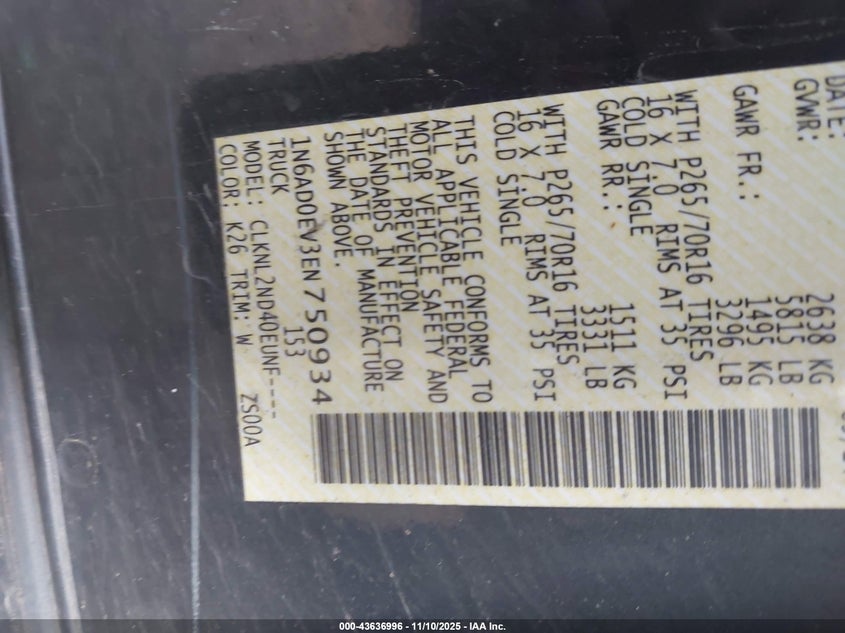 DATE:
GVWR: 2638 KG
5815 LB
GAWR FR.: 1495 KG
3296 LB
WITH P265/70R16 TIRES
16 X 7.0 RIMS AT 35 PSI
COLD SINGLE
GAWR RR.: 1511 KG
3331 LB
WITH P265/70R16 TIRES
16 X 7.0 RIMS AT 35 PSI
COLD SINGLE
THIS VEHICLE CONFORMS TO
ALL APPLICABLE FEDERAL
MOTOR VEHICLE SAFETY AND
THEFT PREVENTION
STANDARDS IN EFFECT ON
THE DATE OF MANUFACTURE
SHOWN ABOVE.
1N6AD0EV3EN750934
TRUCK 153
MODEL: CLKNL2ND40EUNF----
COLOR: K26 TRIM: W ZS00A
000-43636996 - 11/10/2025 - IAA Inc.